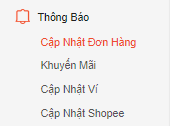 Thông Báo
Cập Nhật Đơn Hàng
Khuyến Mãi
Cập Nhật Ví
Cập Nhật Shopee